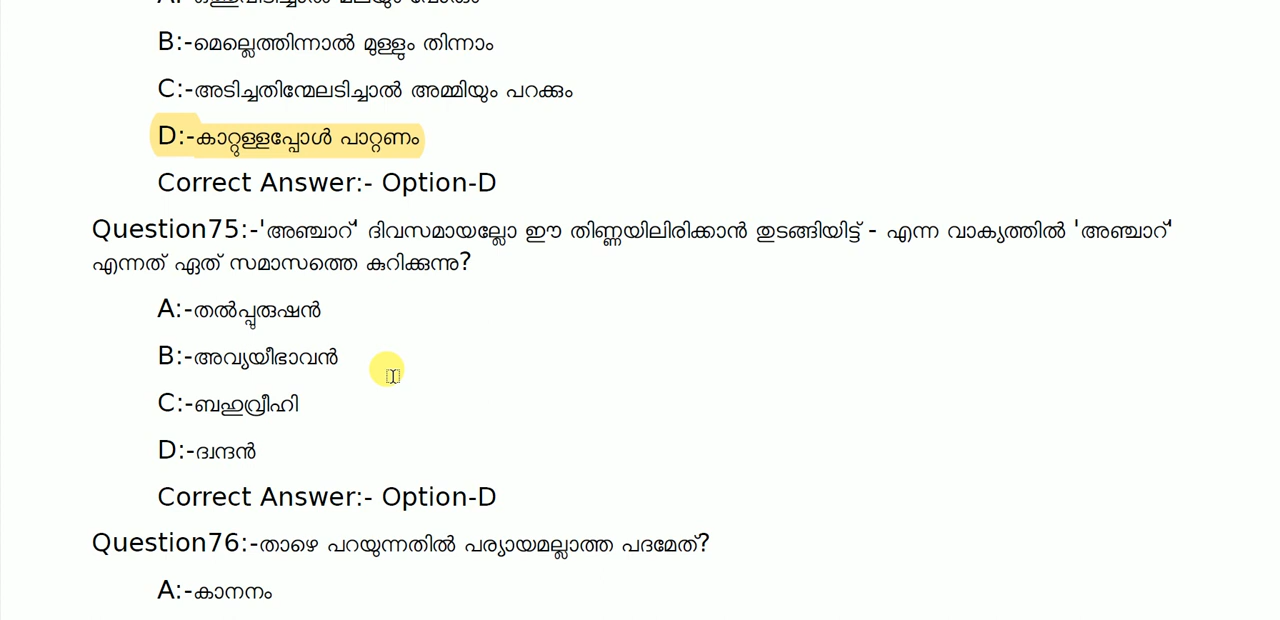 B:-മെല്ലെത്തിന്നാൽ മുള്ളും തിന്നാം
C:-അടിച്ചതിന്മേലടിച്ചാൽ അമ്മിയും പറക്കും
D:-കാറ്റുള്ളപ്പോൾ പാറ്റണം
Correct Answer:- Option-D
Question75:-'അഞ്ചാറ്' ദിവസമായല്ലോ ഈ തിണ്ണയിലിരിക്കാൻ തുടങ്ങിയിട്ട് - എന്ന വാക്യത്തിൽ 'അഞ്ചാറ്'
എന്നത് ഏത് സമാസത്തെ കുറിക്കുന്നു?
A:-തൽപ്പുരുഷൻ
B:-അവ്യയീഭാവൻ
C:-ബഹുവ്രീഹി
D:-ദ്വന്ദൻ
Correct Answer:- Option-D
Question76:-താഴെ പറയുന്നതിൽ പര്യായമല്ലാത്ത പദമേത്?
A:-കാനനം